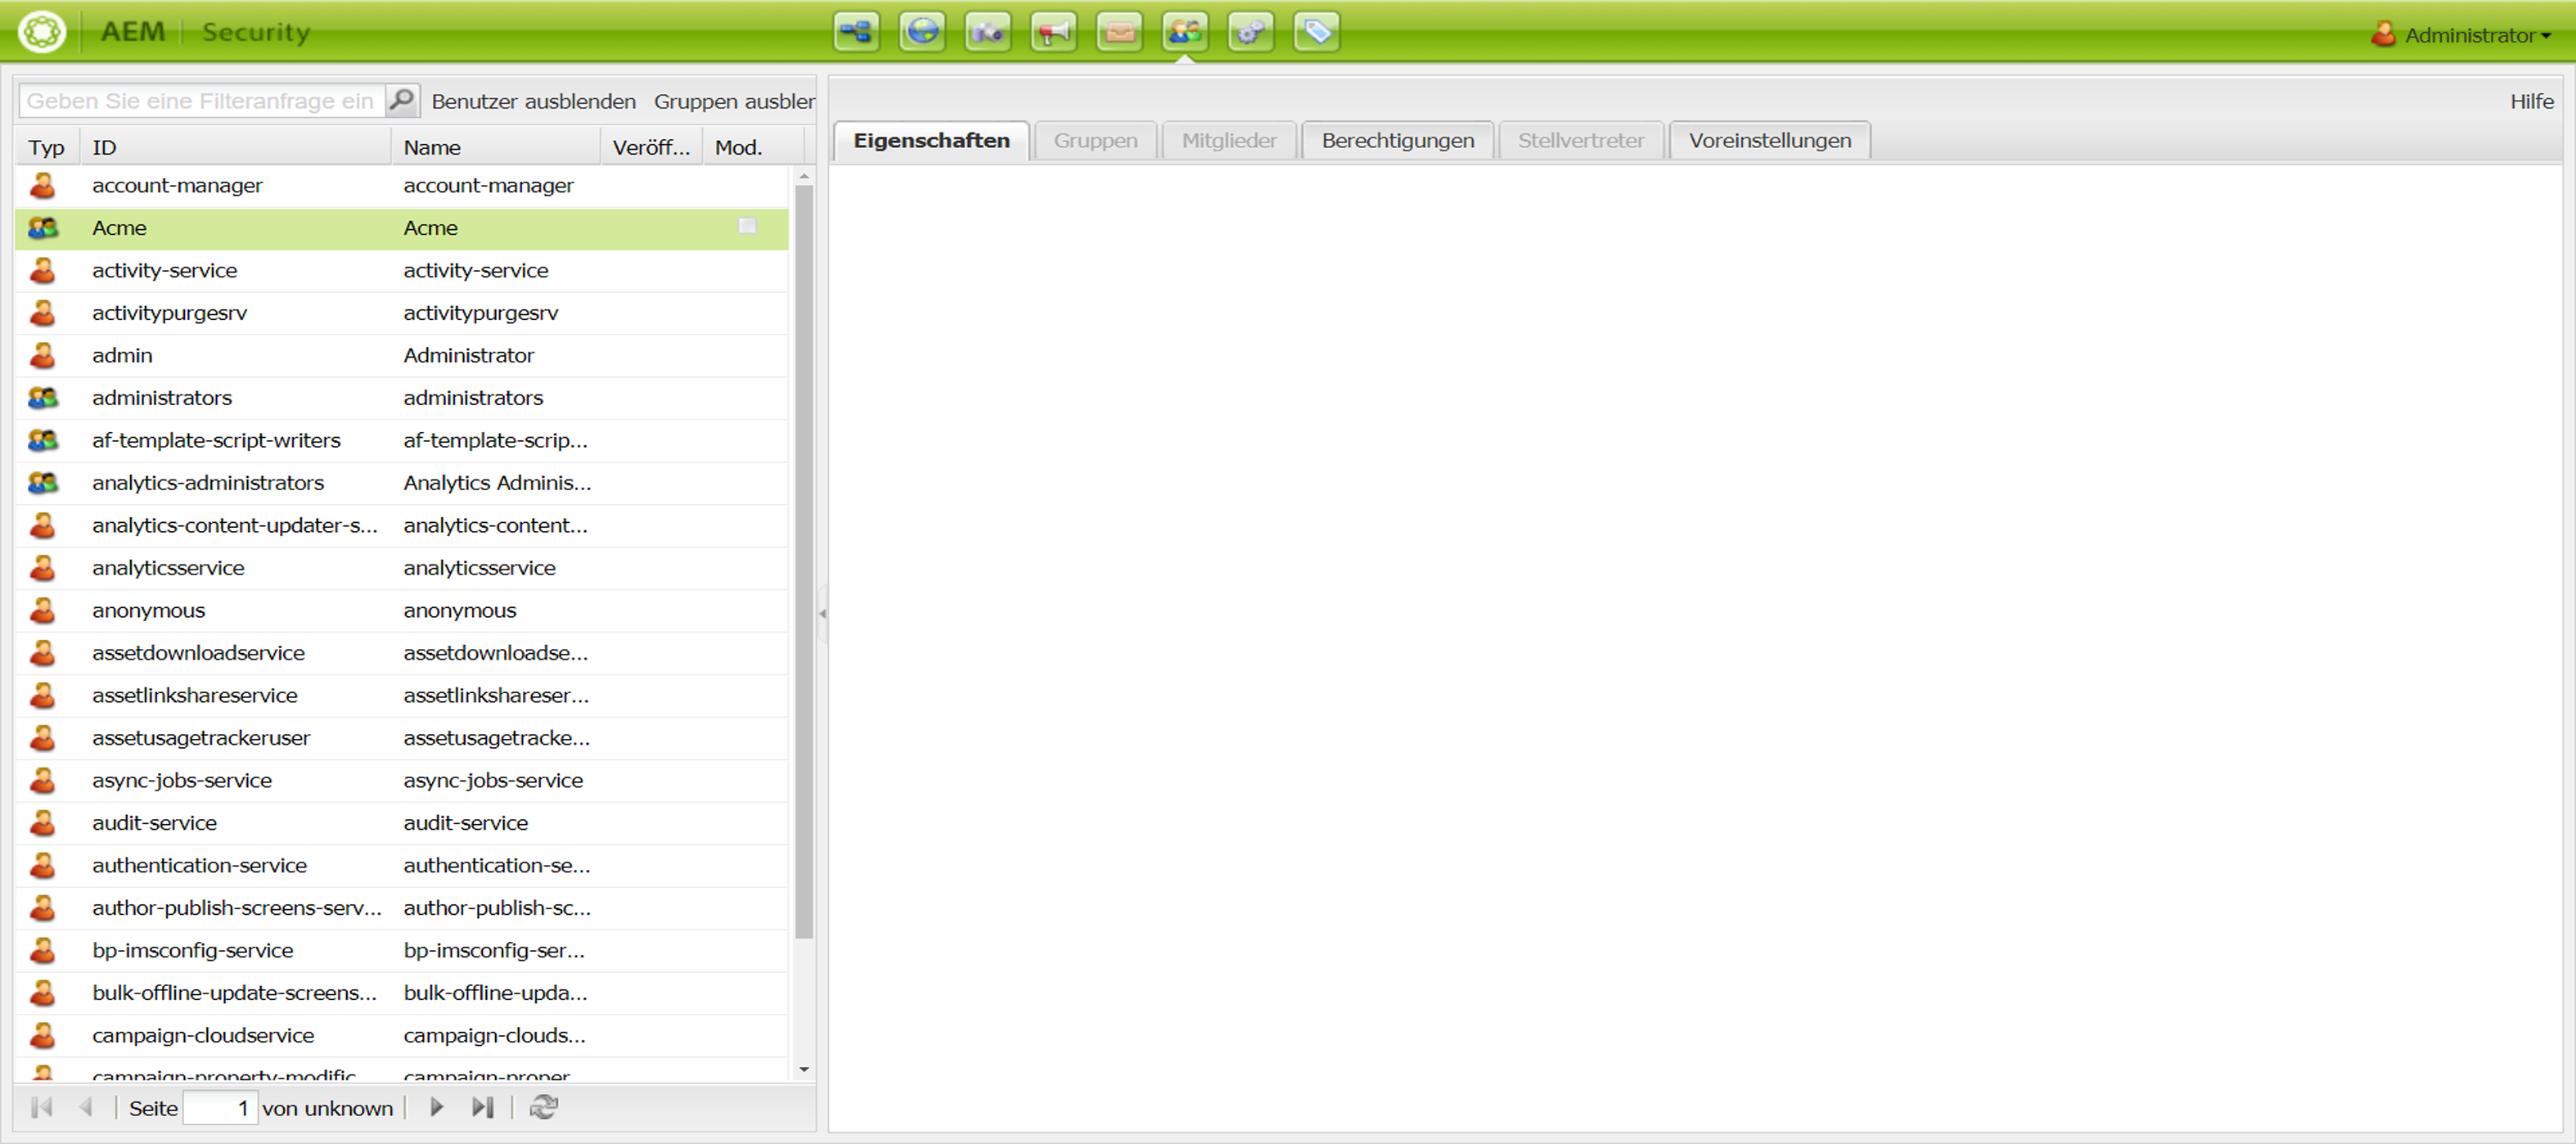 AEM | Security
Administrator
Geben Sie eine Filteranfrage ein
Benutzer ausblenden Gruppen ausbler
Hilfe
Eigenschaften Gruppen Mitglieder Berechtigungen Stellvertreter Voreinstellungen
Typ ID Name Veröff... Mod.
account-manager account-manager
Acme Acme
activity-service activity-service
activitypurgesrv activitypurgesrv
admin Administrator
administrators administrators
af-template-script-writers af-template-scrip...
analytics-administrators Analytics Adminis...
analytics-content-updater-s... analytics-content...
analyticsservice analyticsservice
anonymous anonymous
assetdownloadservice assetdownloadse...
assetlinkshareservice assetlinkshareser...
assetusagetrackeruser assetusagetracke...
async-jobs-service async-jobs-service
audit-service audit-service
authentication-service authentication-se...
author-publish-screens-serv... author-publish-sc...
bp-imsconfig-service bp-imsconfig-ser...
bulk-offline-update-screens... bulk-offline-upda...
campaign-cloudservice campaign-clouds...
campaign-property-modific campaign-proper
Seite 1 von unknown